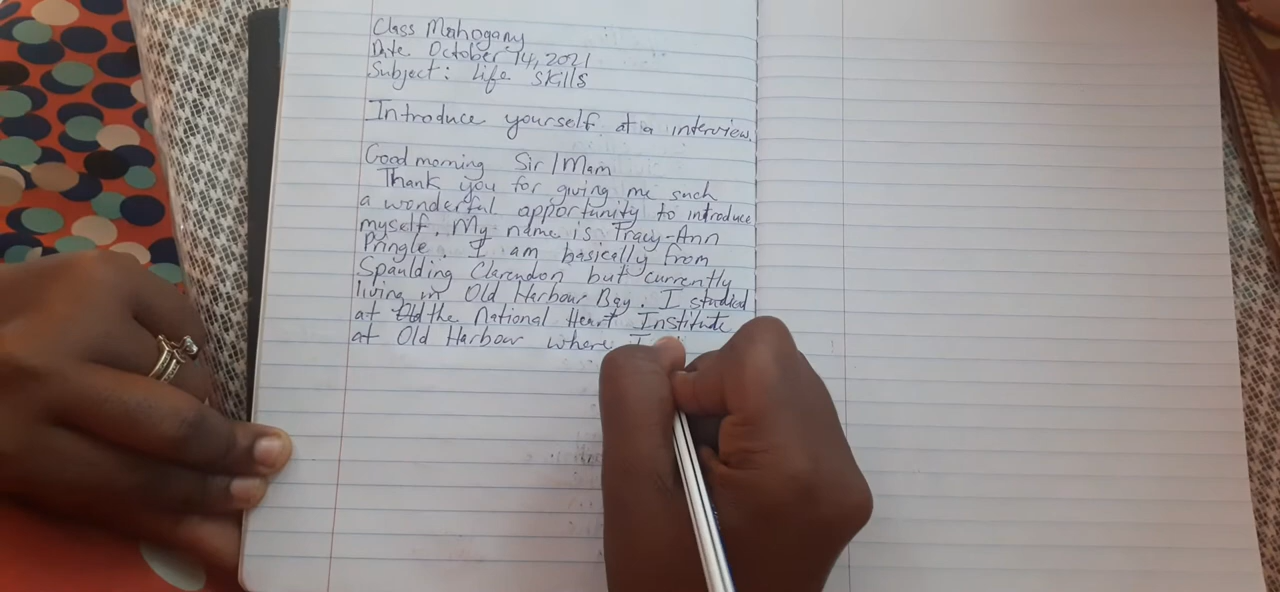 Class Mahogany
Date October 14, 2021
Subject: Life Skills
Introduce yourself at a interview.
Good morning Sir / Mam
Thank you for giving me such
a wonderful opportunity to introduce
myself. My name is Tracy-Ann
Pringle. I am basically from
Spaulding Clarendon but currently
living in Old Harbour Bay. I studied
at the National Heart Institute
at Old Harbour where I